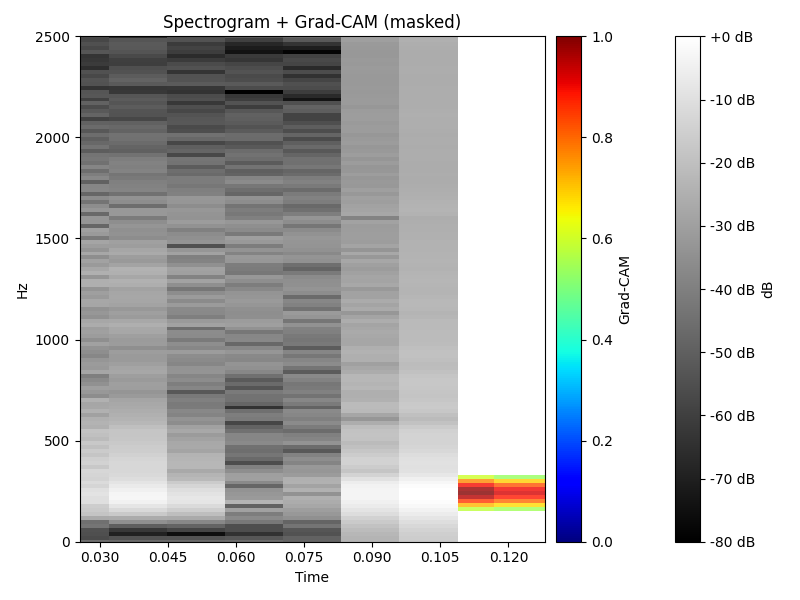 Spectrogram + Grad-CAM (masked)
2500
2000
1500
1000
500
0
Hz
0.030
0.045
0.060
0.075
0.090
0.105
0.120
Time
1.0
0.8
0.6
0.4
0.2
0.0
Grad-CAM
+0 dB
-10 dB
-20 dB
-30 dB
-40 dB
-50 dB
-60 dB
-70 dB
-80 dB
dB